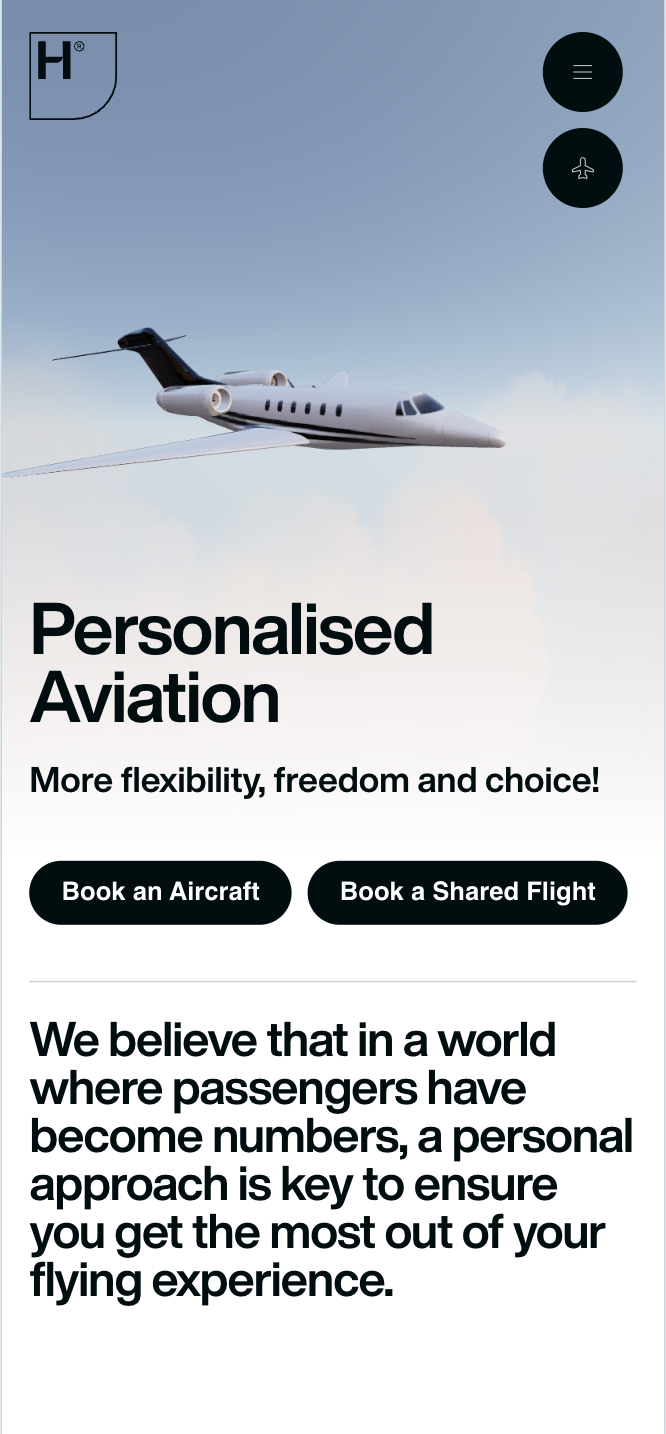 H®
Personalised
Aviation
More flexibility, freedom and choice!
Book an Aircraft
Book a Shared Flight
We believe that in a world
where passengers have
become numbers, a personal
approach is key to ensure
you get the most out of your
flying experience.